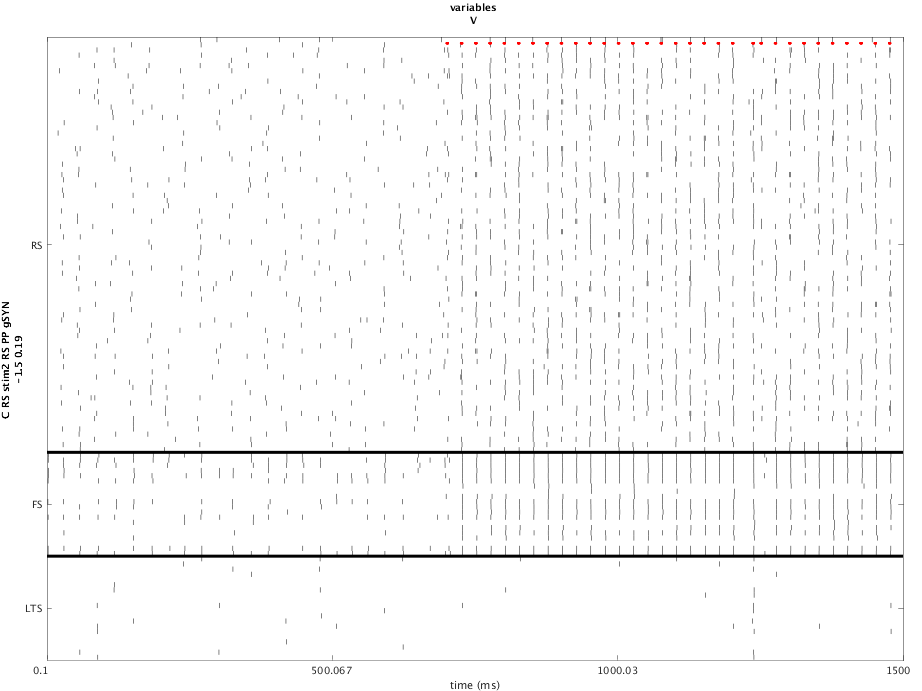 variables
V
RS
FS
LTS
C RS stim2 RS PP gSYN
-1.5 0.19
0.1
500.067
1000.03
1500
time (ms)